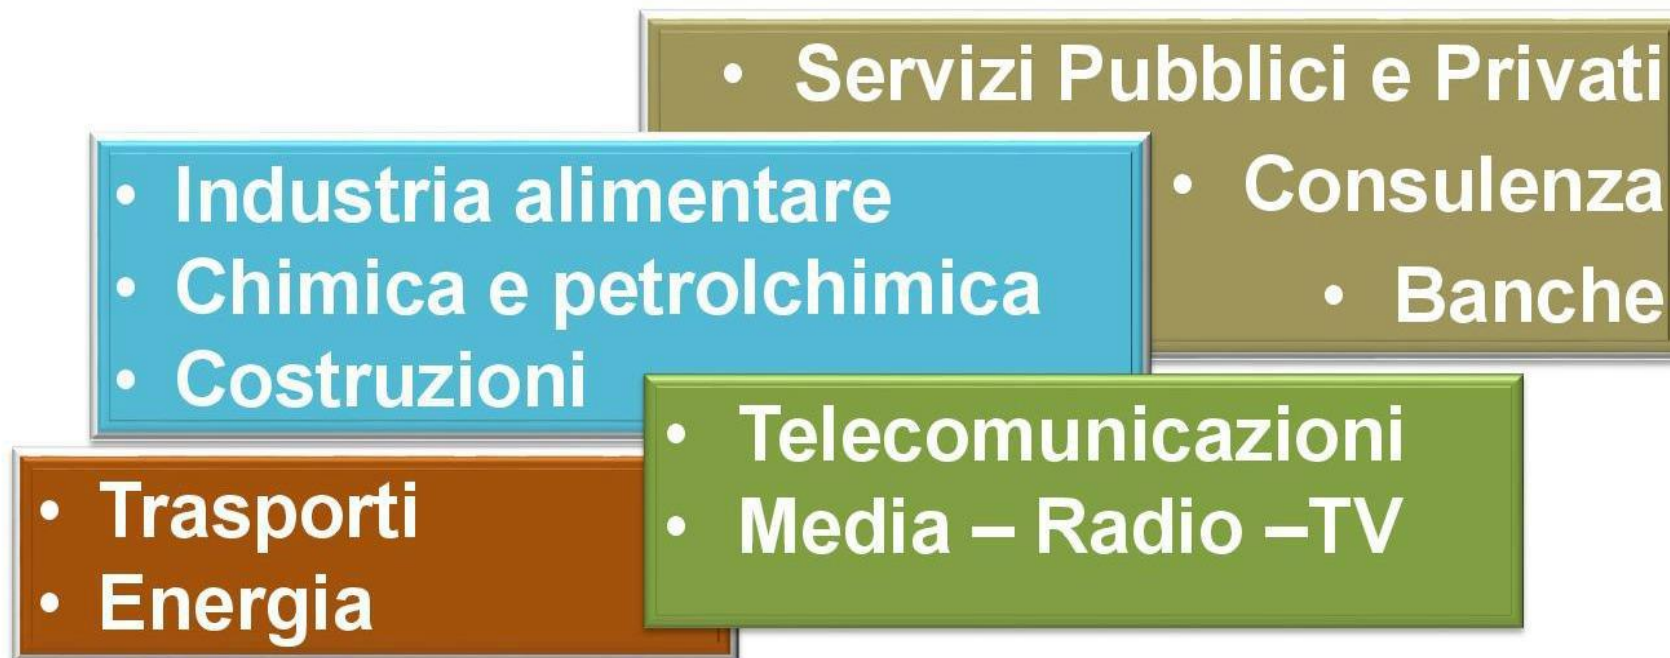 • Servizi Pubblici e Privati
• Consulenza
• Banche
• Industria alimentare
• Chimica e petrolchimica
• Costruzioni
• Telecomunicazioni
• Media – Radio –TV
• Trasporti
• Energia